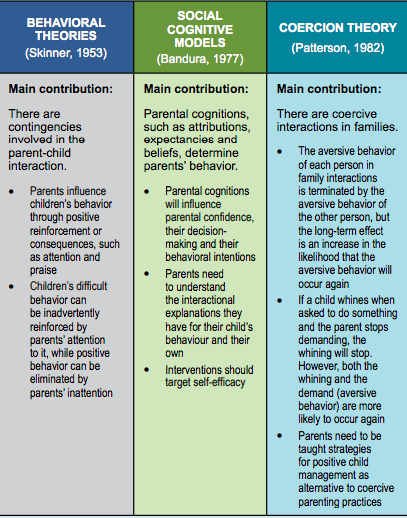 BEHAVIORAL
THEORIES
(Skinner, 1953)
Main contribution:
There are
contingencies
involved in the
parent-child
interaction.
• Parents influence
children's behavior
through positive
reinforcement or
consequences, such
as attention and
praise
• Children's difficult
behavior can
be inadvertently
reinforced by
parents' attention
to it, while positive
behavior can be
eliminated by
parents' inattention
SOCIAL
COGNITIVE
MODELS
(Bandura, 1977)
Main contribution:
Parental cognitions,
such as attributions,
expectancies and
beliefs, determine
parents' behavior.
• Parental cognitions
will influence
parental confidence,
their decision-
making and their
behavioral intentions
• Parents need
to understand
the interactional
explanations they
have for their child's
behaviour and their
own
• Interventions should
target self-efficacy
COERCION THEORY
(Patterson, 1982)
Main contribution:
There are coercive
interactions in families.
• The aversive behavior
of each person in
family interactions
is terminated by the
aversive behavior of
the other person, but
the long-term effect
is an increase in the
likelihood that the
aversive behavior will
occur again
• If a child whines when
asked to do something
and the parent stops
demanding, the
whining will stop.
However, both the
whining and the
demand (aversive
behavior) are more
likely to occur again
• Parents need to be
taught strategies
for positive child
management as
alternative to coercive
parenting practices